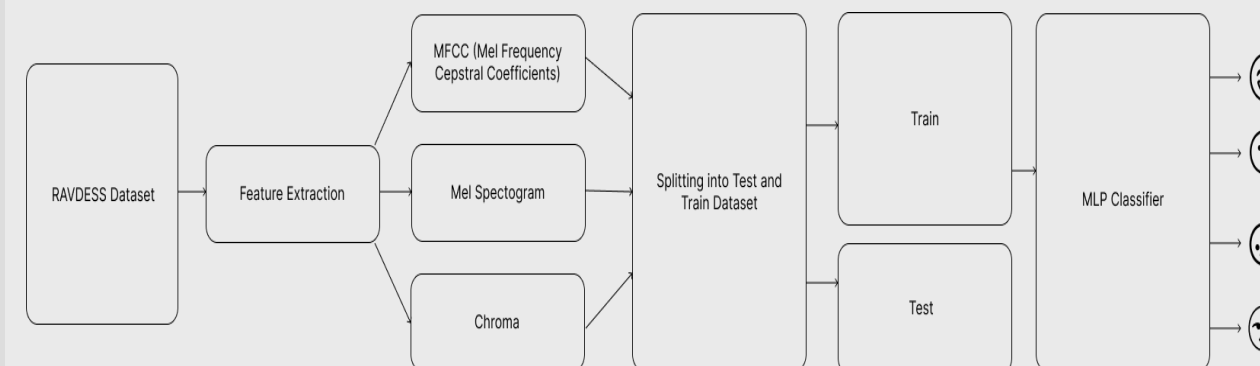 RAVDESS Dataset
Feature Extraction
MFCC (Mel Frequency
Cepstral Coefficients)
Mel Spectogram
Chroma
Splitting into Test and
Train Dataset
Train
Test
MLP Classifier